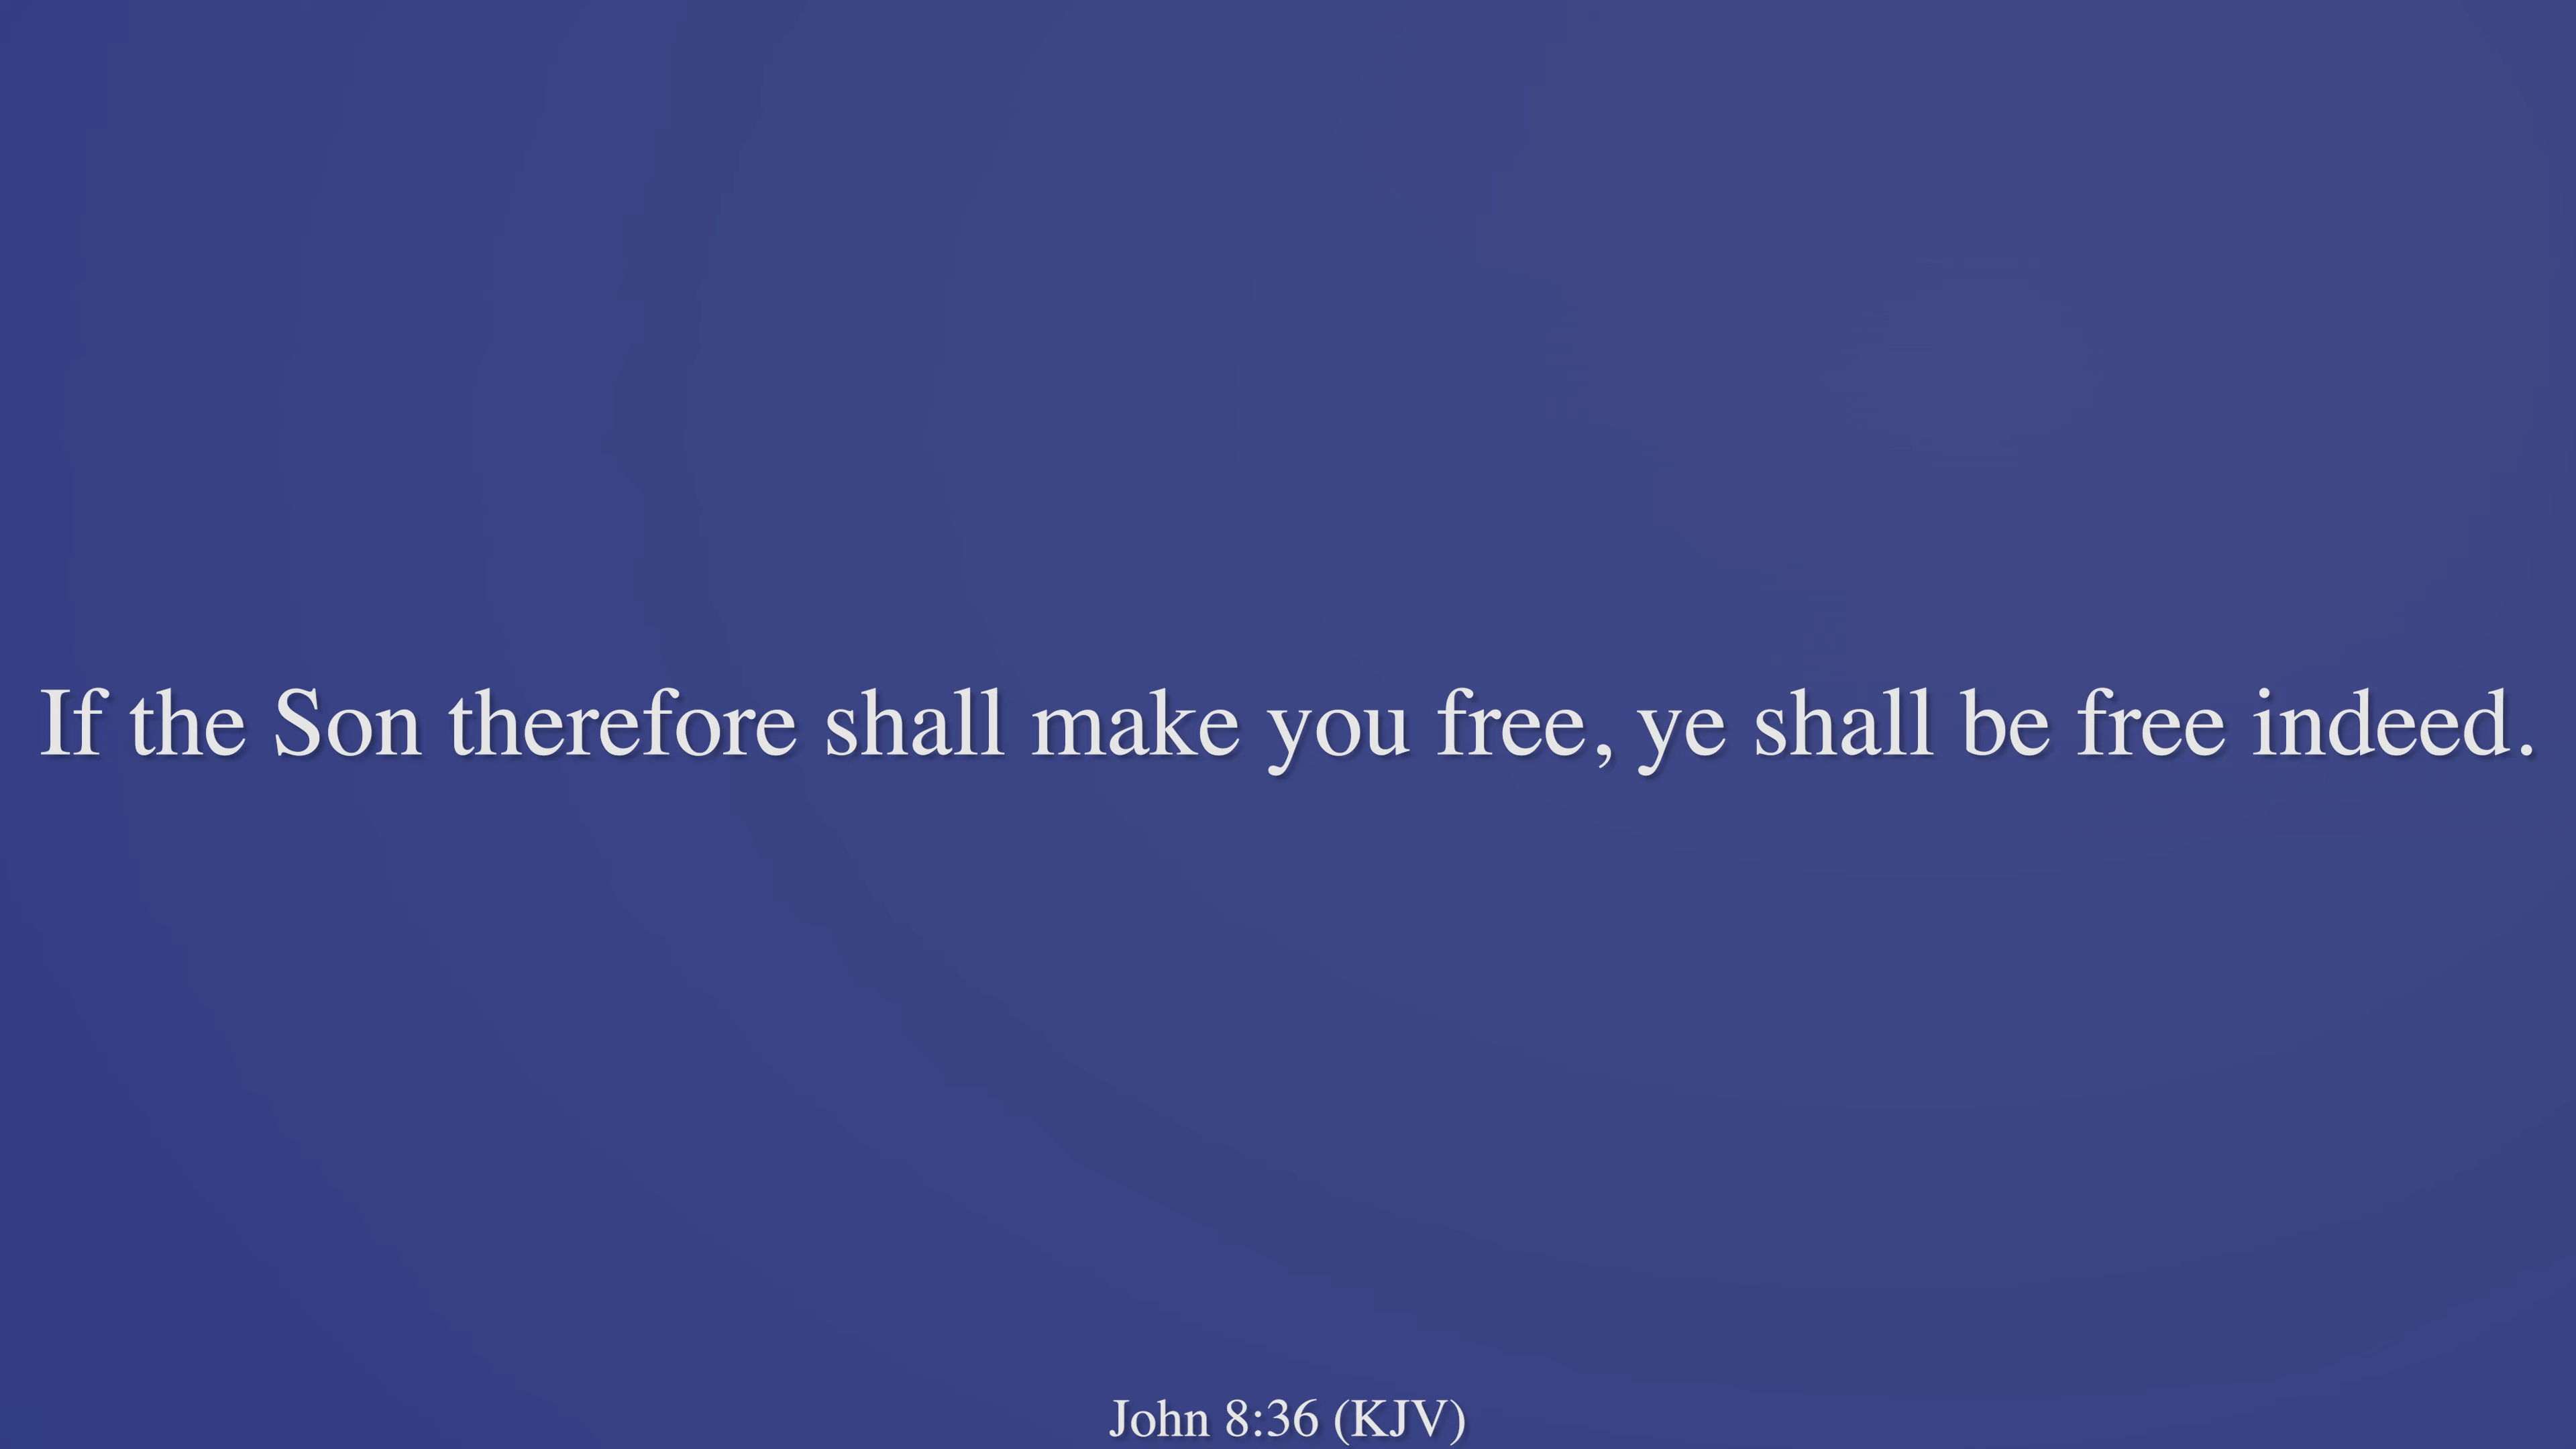 If the Son therefore shall make you free, ye shall be free indeed.
John 8:36 (KJV)